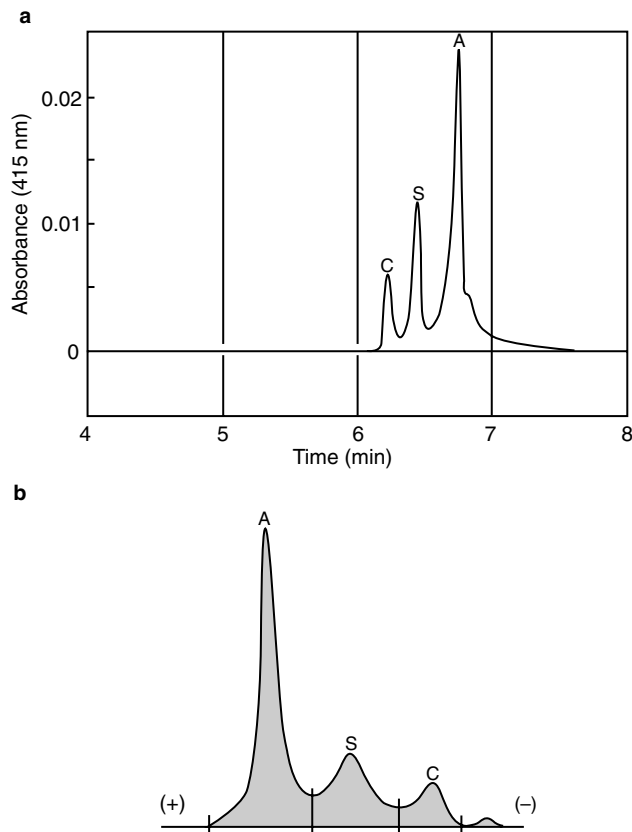 a
A
0.02
S
0.01
C
0
Absorbance (415 nm)
4 5 6 7 8
Time (min)
b
A
S
C
(+) (–)